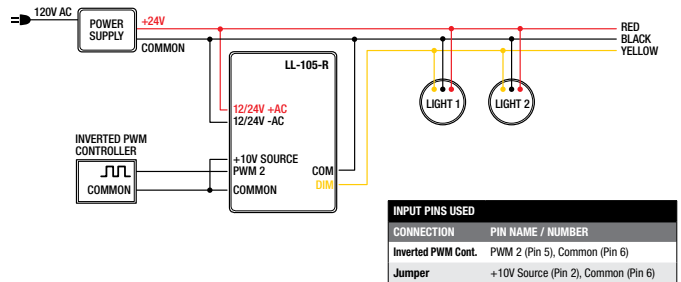 120V AC
POWER
SUPPLY
+24V
COMMON
RED
BLACK
YELLOW
LL-105-R
12/24V +AC
12/24V -AC
LIGHT 1
LIGHT 2
INVERTED PWM
CONTROLLER
COMMON
+10V SOURCE
PWM 2
COMMON
COM
DIM
INPUT PINS USED
CONNECTION PIN NAME / NUMBER
Inverted PWM Cont. PWM 2 (Pin 5), Common (Pin 6)
Jumper +10V Source (Pin 2), Common (Pin 6)